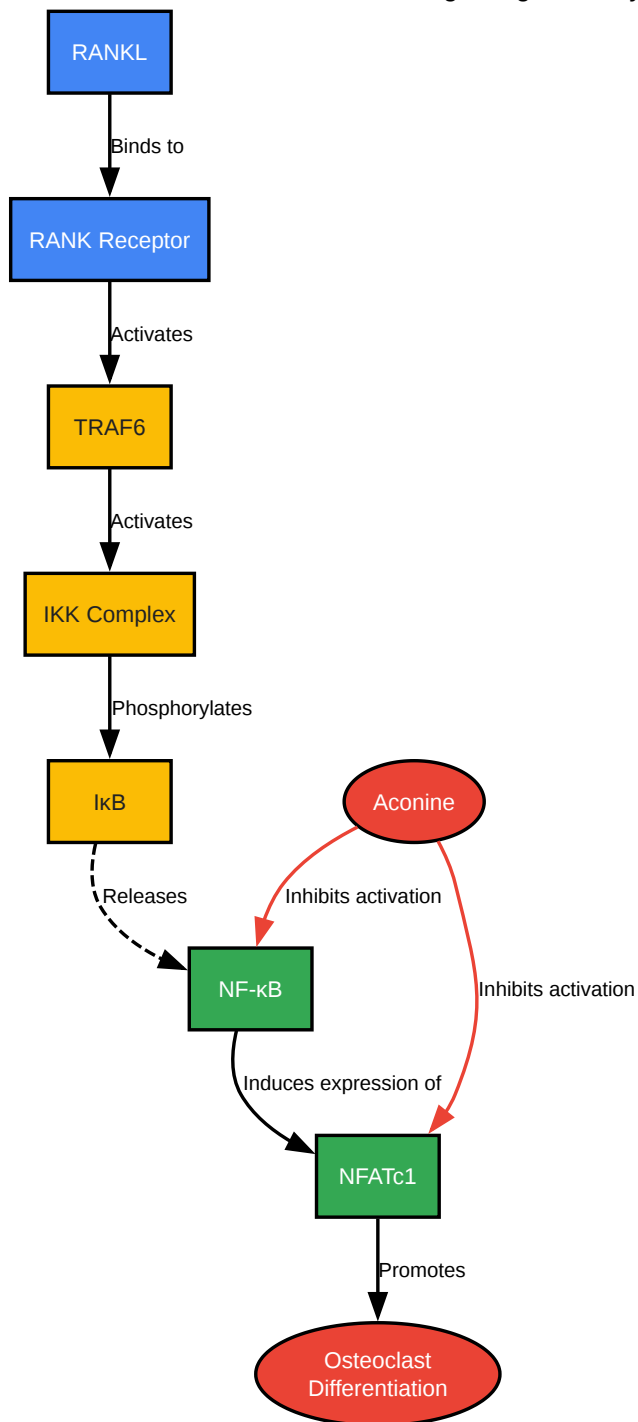 RANKL
Binds to
RANK Receptor
Activates
TRAF6
Activates
IKK Complex
Phosphorylates
IκB
Aconine
Releases
Inhibits activation
NF-κB
Inhibits activation
Induces expression of
NFATc1
Promotes
Osteoclast
Differentiation